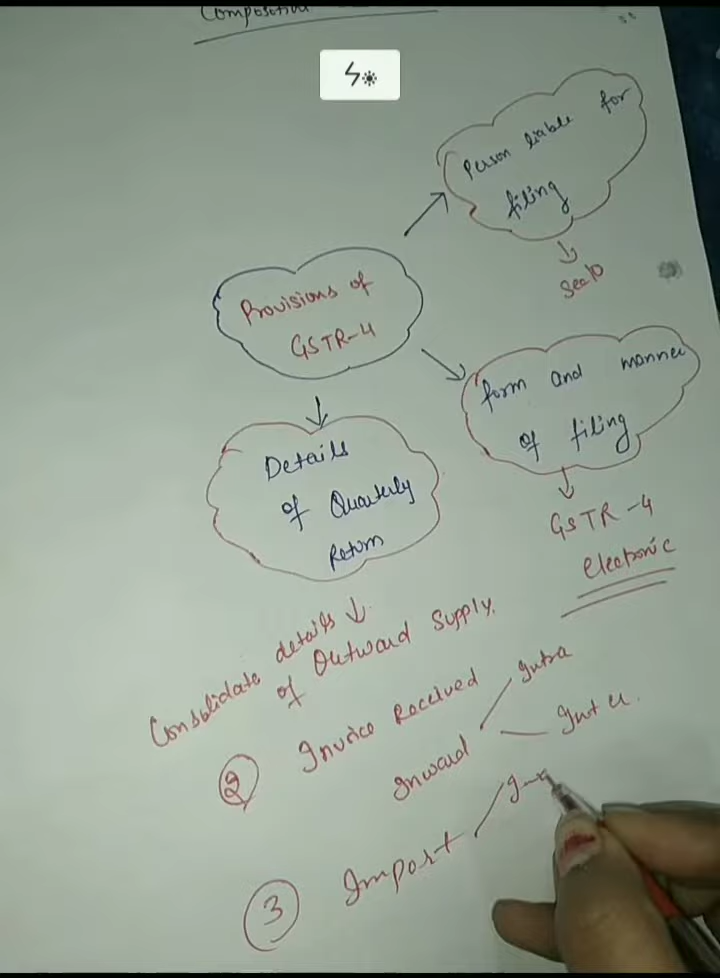 Composition
Person liable for
filing
Sec 10
Provisions of
GSTR-4
form and manner
of filing
GSTR-4
Electronic
Details
of Quarterly
Return
Consolidate details
of Outward Supply.
② Invoice Received
Inward
Intra
Inter
③ Import